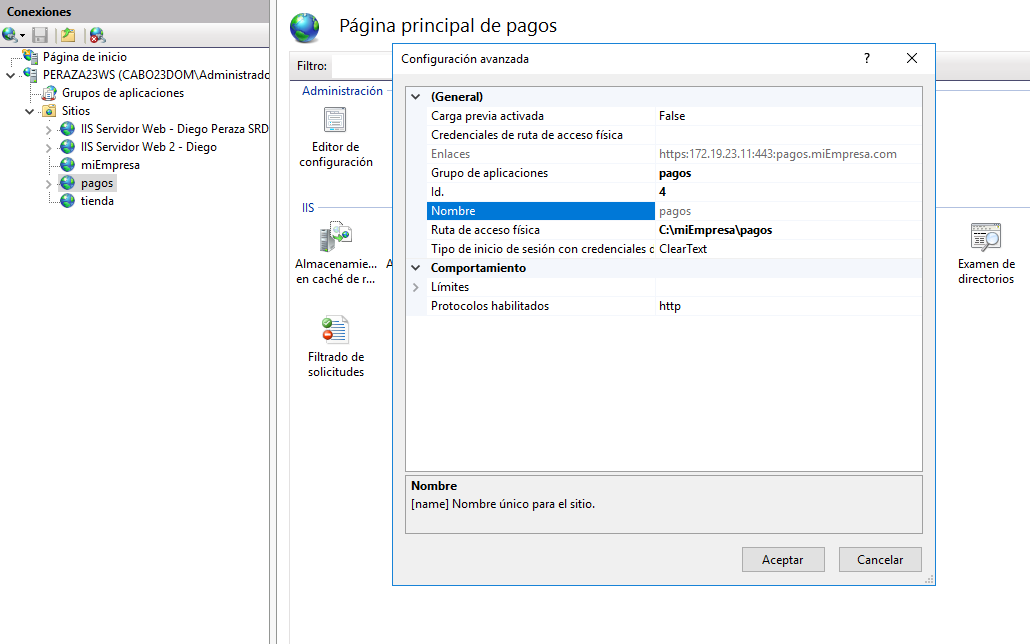 Conexiones
Página de inicio
PERAZA23WS (CABO23DOM\Administrado
Grupos de aplicaciones
Sitios
IIS Servidor Web - Diego Peraza SRD
IIS Servidor Web 2 - Diego
miEmpresa
pagos
tienda
Página principal de pagos
Filtro:
Administración
Editor de
configuración
IIS
Almacenamie...
en caché de r...
A
Filtrado de
solicitudes
Examen de
directorios
Configuración avanzada
?
(General)
Carga previa activada False
Credenciales de ruta de acceso física
Enlaces https:172.19.23.11:443:pagos.miEmpresa.com
Grupo de aplicaciones pagos
Id. 4
Nombre pagos
Ruta de acceso física C:\miEmpresa\pagos
Tipo de inicio de sesión con credenciales d ClearText
Comportamiento
Límites
Protocolos habilitados http
Nombre
[name] Nombre único para el sitio.
Aceptar Cancelar